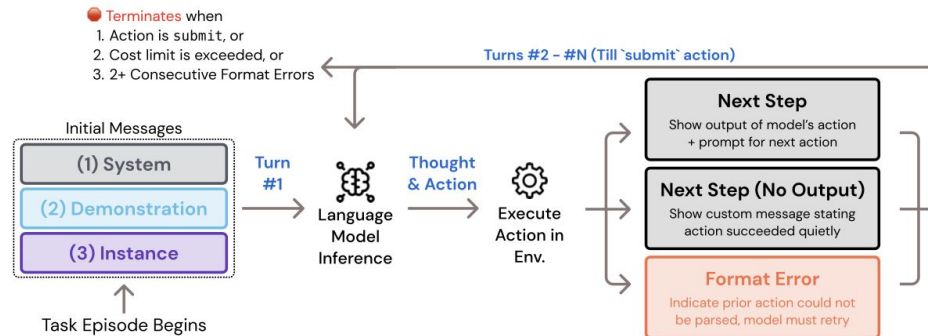 Terminates when
1. Action is submit, or
2. Cost limit is exceeded, or
3. 2+ Consecutive Format Errors
Turns #2 - #N (Till `submit` action)
Initial Messages
(1) System
(2) Demonstration
(3) Instance
Task Episode Begins
Turn
#1
Language
Model
Inference
Thought
& Action
Execute
Action in
Env.
Next Step
Show output of model's action
+ prompt for next action
Next Step (No Output)
Show custom message stating
action succeeded quietly
Format Error
Indicate prior action could not
be parsed, model must retry